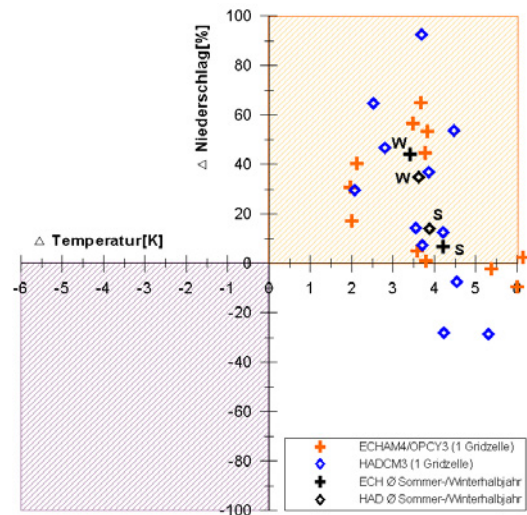 100
80
60
40
20
0
-20
-40
-60
-80
-100
△ Niederschlag[%]
△ Temperatur[K]
-6 -5 -4 -3 -2 -1 0 1 2 3 4 5 6
W
W
S
S
ECHAM4/OPCY3 (1 Gridzelle)
HADCM3 (1 Gridzelle)
ECH Ø Sommer-/Winterhalbjahr
HAD Ø Sommer-/Winterhalbjahr